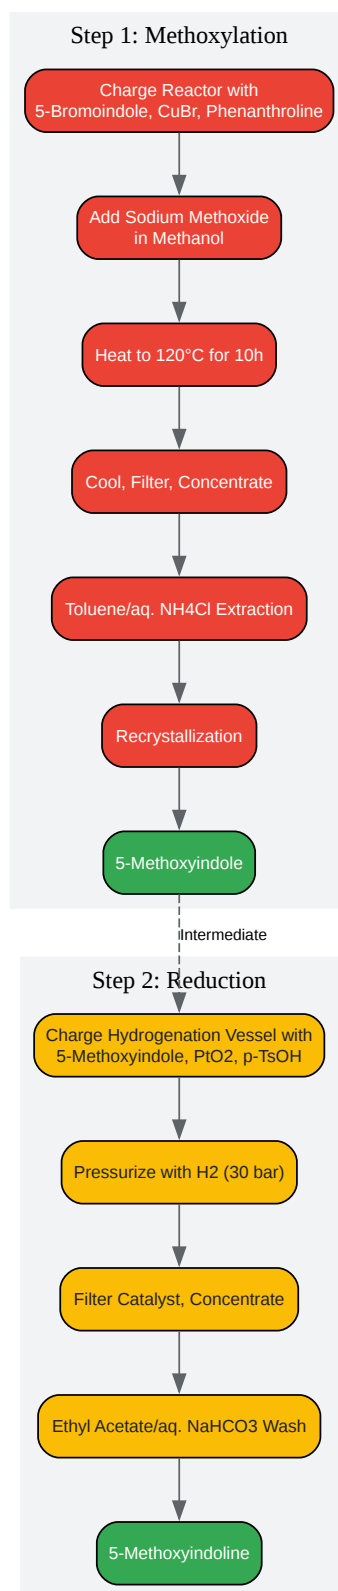 Step 1: Methoxylation
Charge Reactor with
5-Bromoindole, CuBr, Phenanthroline
Add Sodium Methoxide
in Methanol
Heat to 120°C for 10h
Cool, Filter, Concentrate
Toluene/aq. NH4Cl Extraction
Recrystallization
5-Methoxyindole
Intermediate
Step 2: Reduction
Charge Hydrogenation Vessel with
5-Methoxyindole, PtO2, p-TsOH
Pressurize with H2 (30 bar)
Filter Catalyst, Concentrate
Ethyl Acetate/aq. NaHCO3 Wash
5-Methoxyindoline